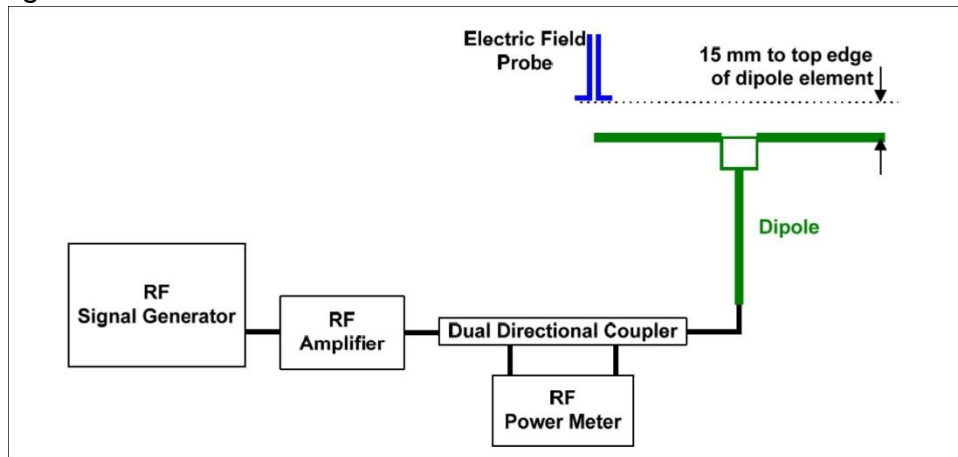 Electric Field
Probe
15 mm to top edge
of dipole element
Dipole
RF
Signal Generator
RF
Amplifier
Dual Directional Coupler
RF
Power Meter